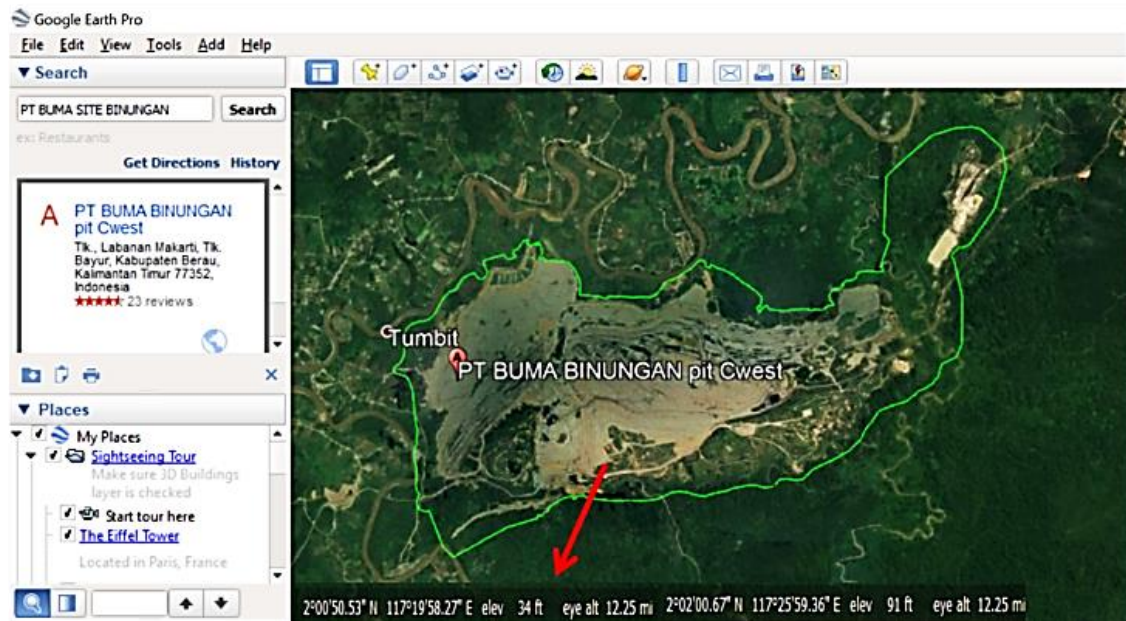 Google Earth Pro
File Edit View Tools Add Help
Search
PT BUMA SITE BINUNGAN
Search
ex: Restaurants
Get Directions History
A
PT BUMA BINUNGAN
pit Cwest
Tlk., Labanan Makarti, Tlk.
Bayur, Kabupaten Berau,
Kalimantan Timur 77352,
Indonesia
23 reviews
Places
My Places
Sightseeing Tour
Make sure 3D Buildings
layer is checked
Start tour here
The Eiffel Tower
Located in Paris, France
Tumbit
A
PT BUMA BINUNGAN pit Cwest
2°00'50.53" N 117°19'58.27" E elev 34 ft eye alt 12.25 mi 2°02'00.67" N 117°25'59.36" E elev 91 ft eye alt 12.25 mi